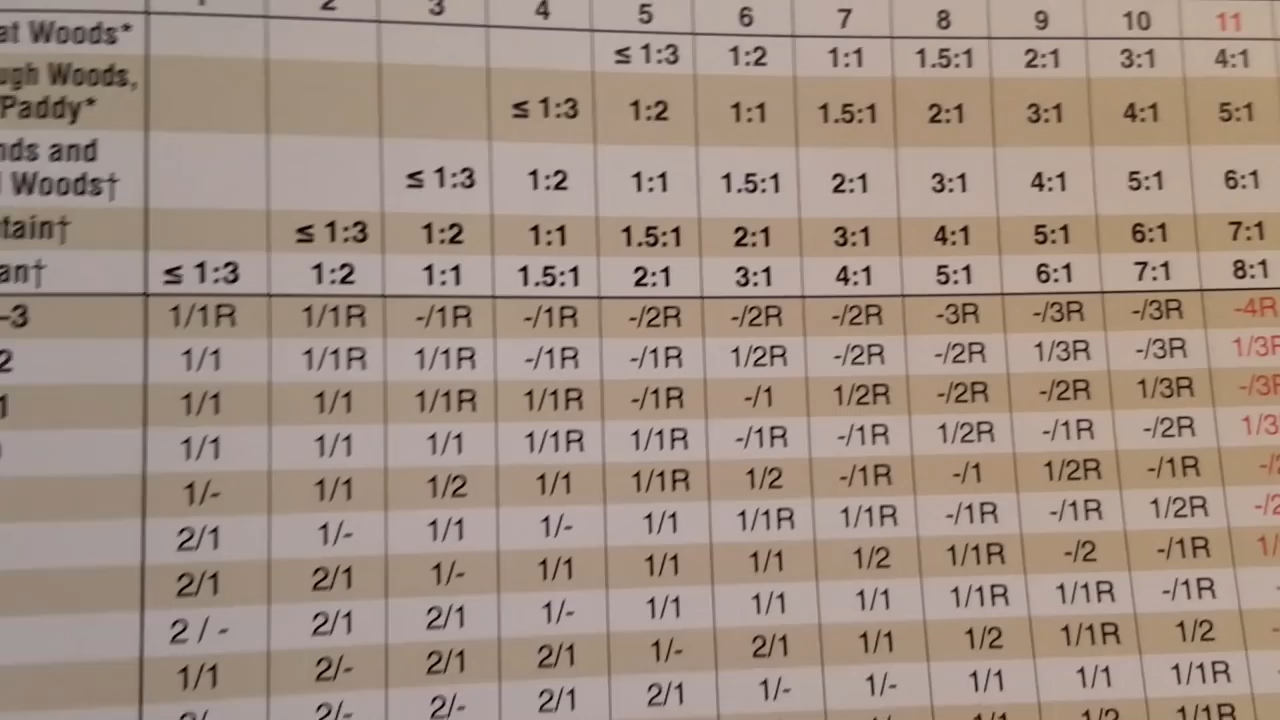 2 3 4 5 6 7 8 9 10 11
at Woods* ≤ 1:3 1:2 1:1 1.5:1 2:1 3:1 4:1
ugh Woods,
Paddy* ≤ 1:3 1:2 1:1 1.5:1 2:1 3:1 4:1 5:1
nds and
Woods† ≤ 1:3 1:2 1:1 1.5:1 2:1 3:1 4:1 5:1 6:1
tain† ≤ 1:3 1:2 1:1 1.5:1 2:1 3:1 4:1 5:1 6:1 7:1
an† ≤ 1:3 1:2 1:1 1.5:1 2:1 3:1 4:1 5:1 6:1 7:1 8:1
-3 1/1R 1/1R -/1R -/1R -/2R -/2R -/2R -3R -/3R -/3R -4R
2 1/1 1/1R 1/1R -/1R -/1R 1/2R -/2R -/2R 1/3R -/3R 1/3R
1 1/1 1/1 1/1R 1/1R -/1R -/1 1/2R -/2R -/2R 1/3R -/3R
1/1 1/1 1/1 1/1R 1/1R -/1R -/1R 1/2R -/1R -/2R 1/3
1/- 1/1 1/2 1/1 1/1R 1/2 -/1R -/1 1/2R -/1R
2/1 1/- 1/1 1/- 1/1 1/1R 1/1R -/1R -/1R 1/2R -/2
2/1 2/1 1/- 1/1 1/1 1/1 1/2 1/1R -/2 -/1R 1/
2/- 2/1 2/1 1/- 1/1 1/1 1/1 1/1R 1/1R -/1R
1/1 2/- 2/1 2/1 1/- 2/1 1/1 1/2 1/1R 1/2
2/- 2/- 2/1 2/1 1/- 1/- 1/1 1/1 1/1R
1/1 1/2 1/1R